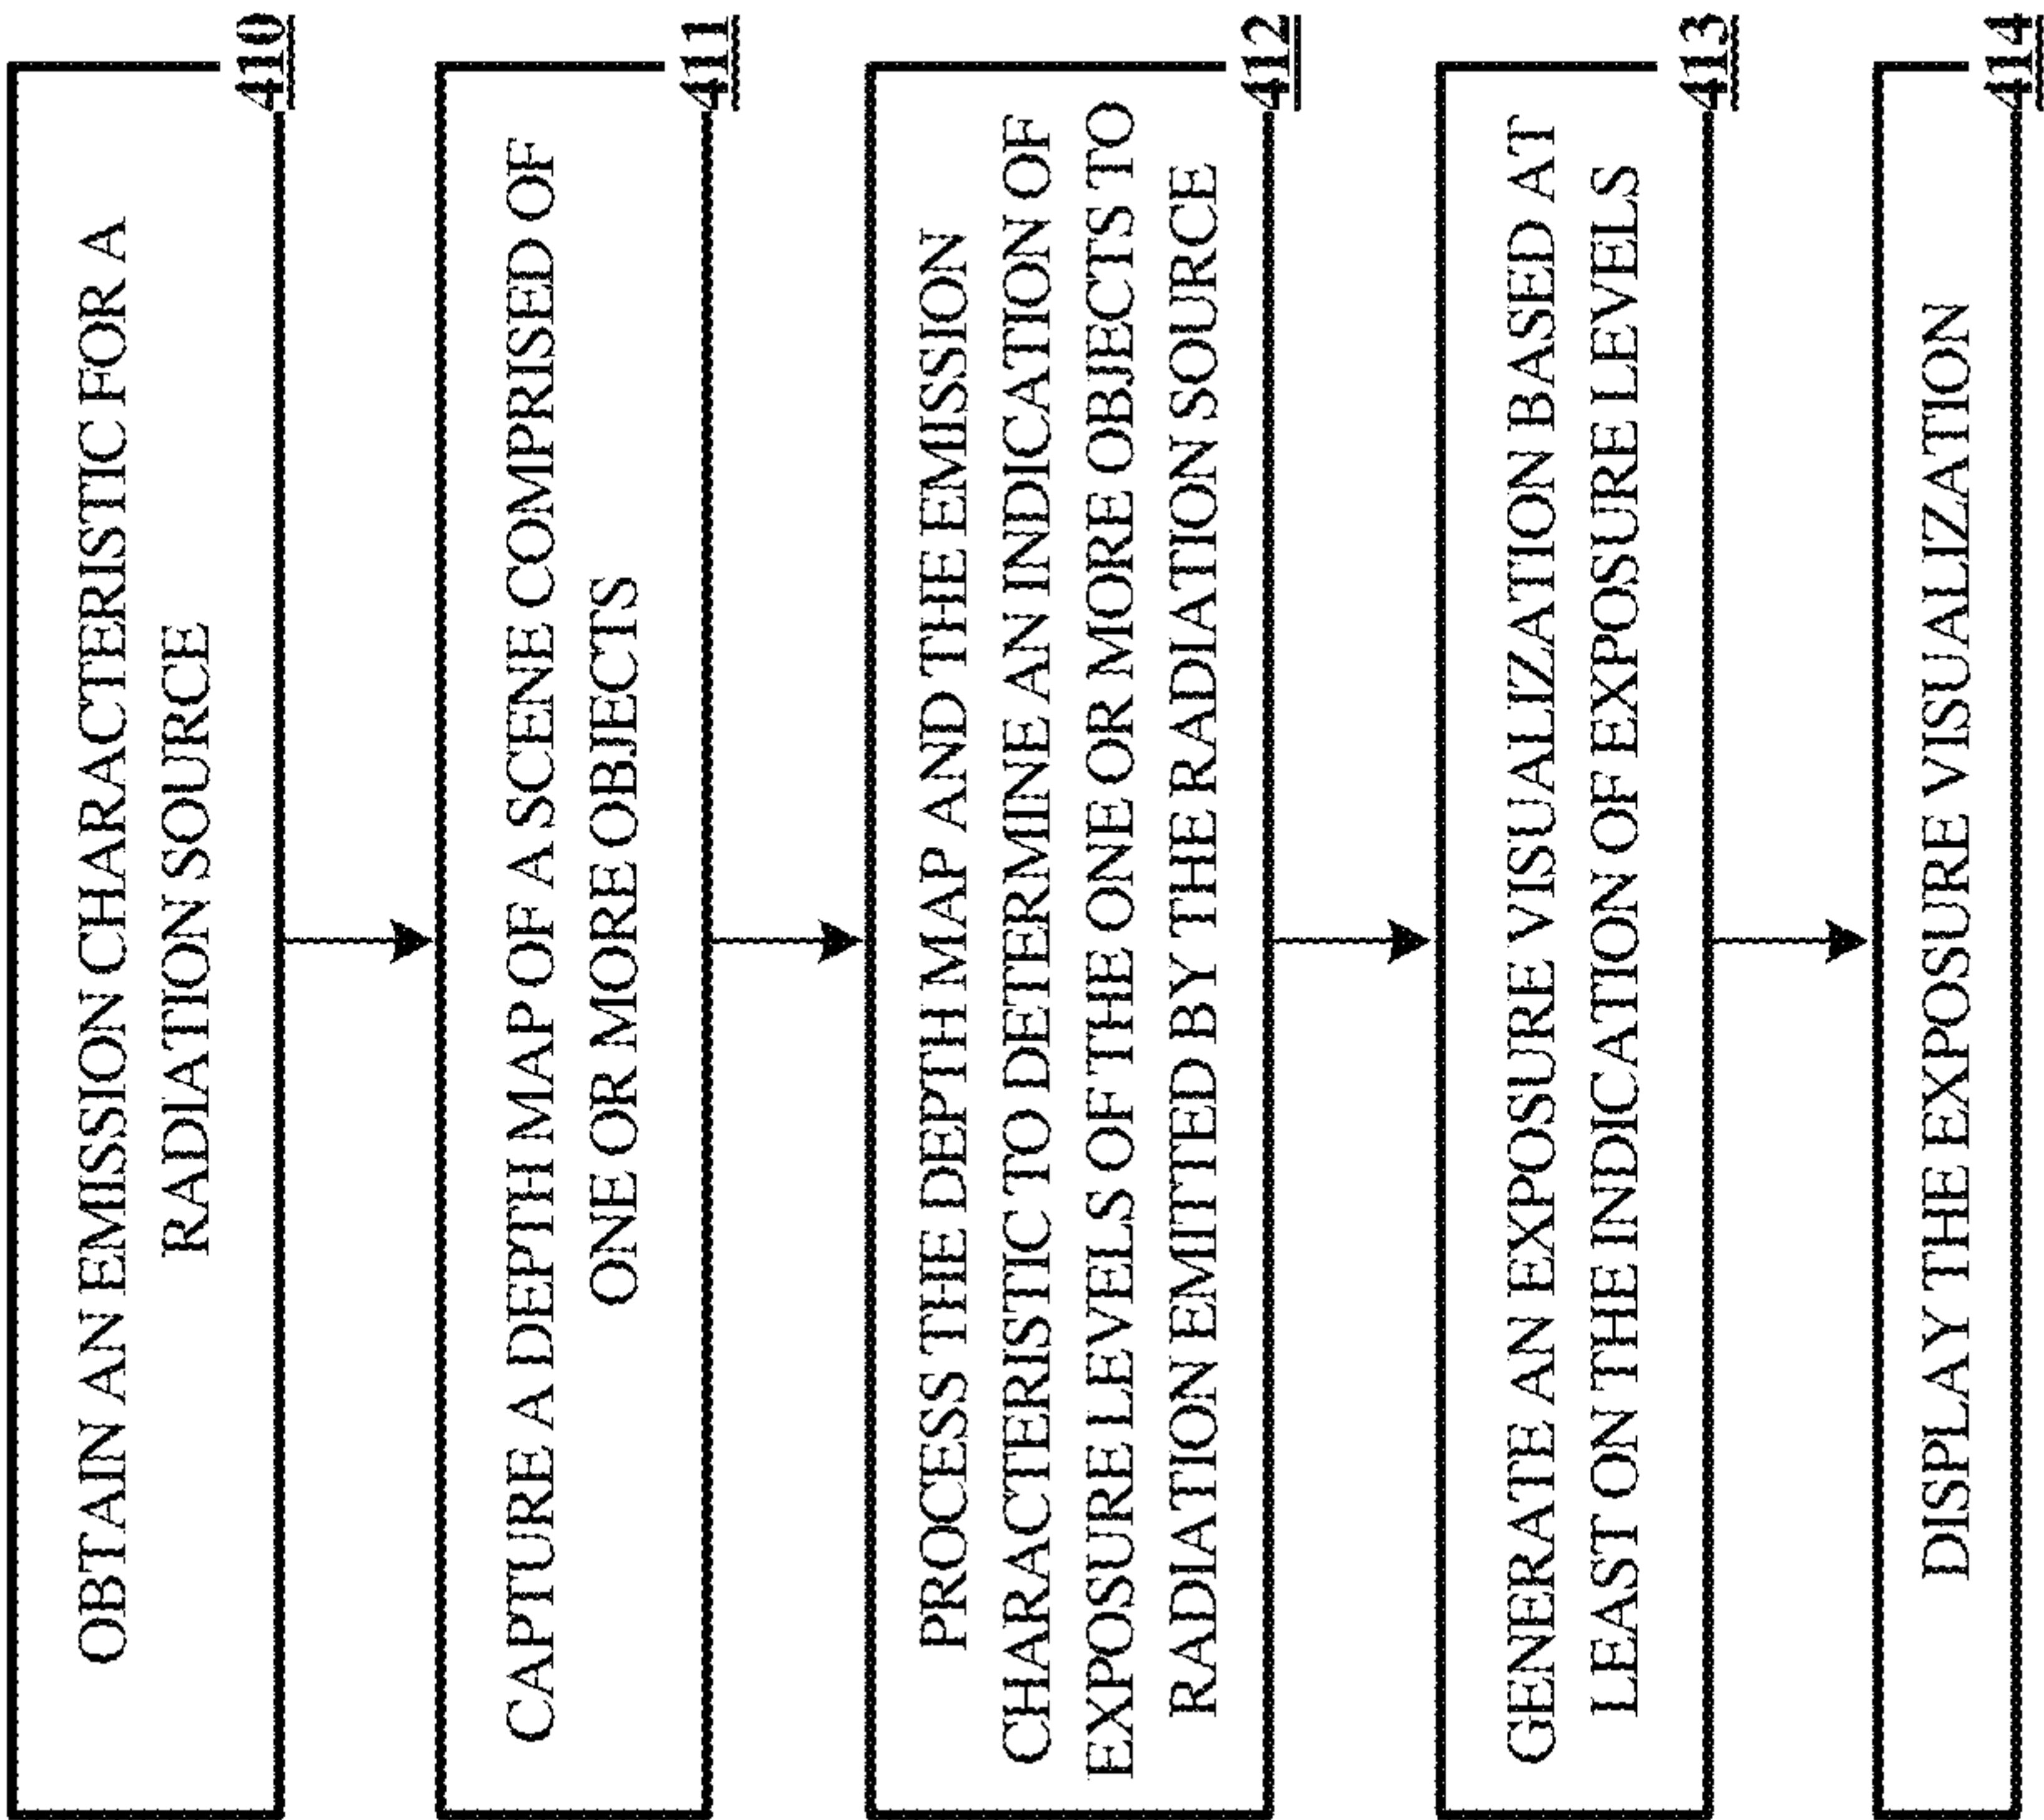 OBTAIN AN EMISSION CHARACTERISTIC FOR A
RADIATION SOURCE
410
CAPTURE A DEPTH MAP OF A SCENE COMPRISED OF
ONE OR MORE OBJECTS
411
PROCESS THE DEPTH MAP AND THE EMISSION
CHARACTERISTIC TO DETERMINE AN INDICATION OF
EXPOSURE LEVELS OF THE ONE OR MORE OBJECTS TO
RADIATION EMITTED BY THE RADIATION SOURCE
412
GENERATE AN EXPOSURE VISUALIZATION BASED AT
LEAST ON THE INDICATION OF EXPOSURE LEVELS
413
DISPLAY THE EXPOSURE VISUALIZATION
414